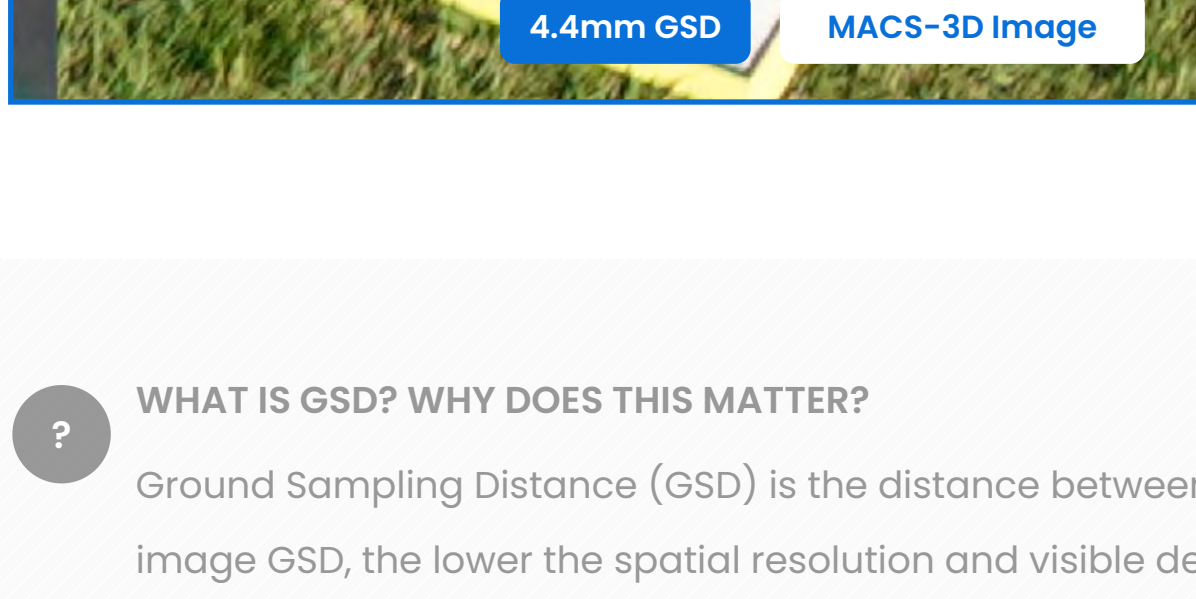 4.4mm GSD MACS-3D Image
WHAT IS GSD? WHY DOES THIS MATTER?
?
Ground Sampling Distance (GSD) is the distance between
image GSD, the lower the spatial resolution and visible